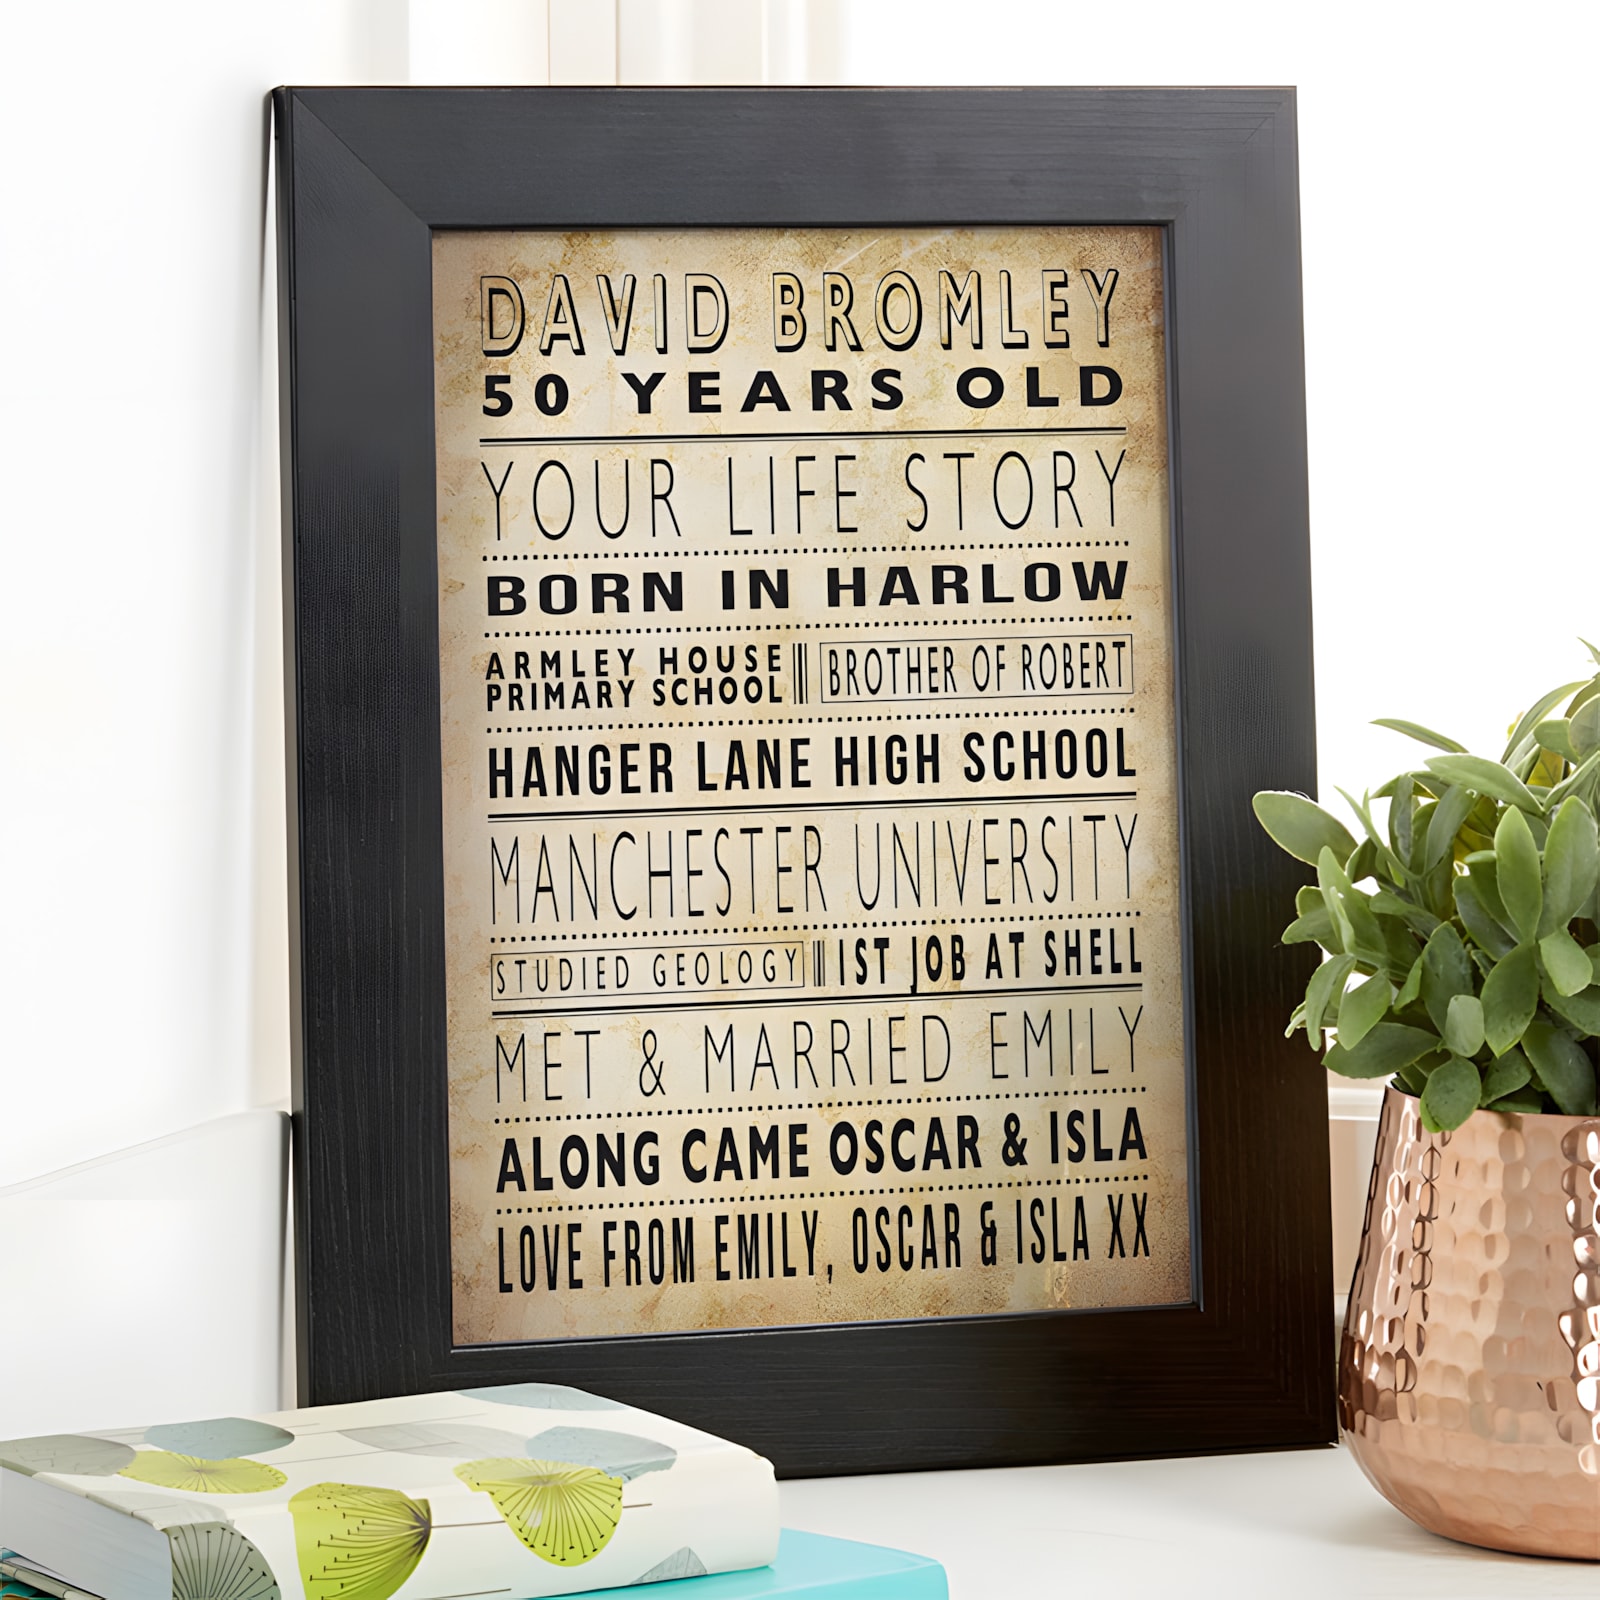 DAVID BROMLEY
50 YEARS OLD
YOUR LIFE STORY
BORN IN HARLOW
ARMLEY HOUSE
PRIMARY SCHOOL
BROTHER OF ROBERT
HANGER LANE HIGH SCHOOL
MANCHESTER UNIVERSITY
STUDIED GEOLOGY
1ST JOB AT SHELL
MET & MARRIED EMILY
ALONG CAME OSCAR & ISLA
LOVE FROM EMILY, OSCAR & ISLA XX